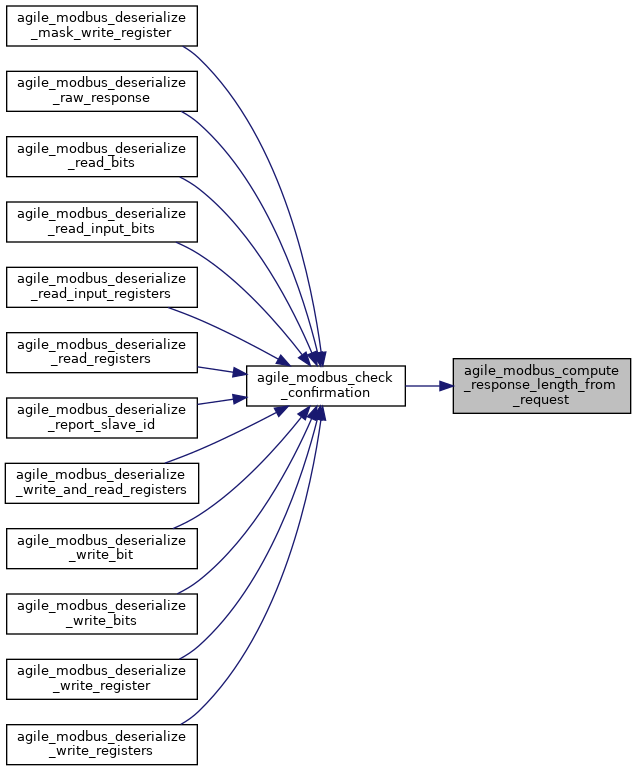 agile_modbus_deserialize
_mask_write_register
agile_modbus_deserialize
_raw_response
agile_modbus_deserialize
_read_bits
agile_modbus_deserialize
_read_input_bits
agile_modbus_deserialize
_read_input_registers
agile_modbus_deserialize
_read_registers
agile_modbus_deserialize
_report_slave_id
agile_modbus_deserialize
_write_and_read_registers
agile_modbus_deserialize
_write_bit
agile_modbus_deserialize
_write_bits
agile_modbus_deserialize
_write_register
agile_modbus_deserialize
_write_registers
agile_modbus_check
_confirmation
agile_modbus_compute
_response_length_from
_request